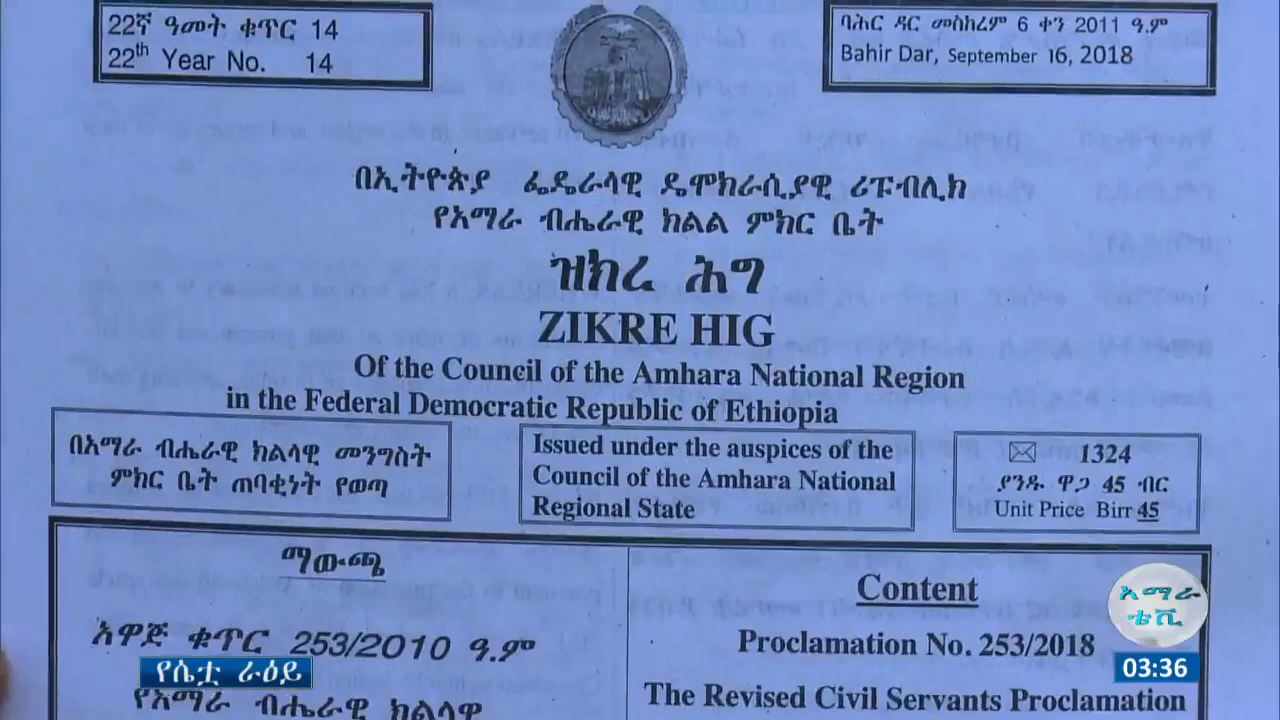 22ኛ ዓመት ቁጥር 14
22th Year No. 14
ባሕር ዳር መስከረም 6 ቀን 2011 ዓ.ም
Bahir Dar, September 16, 2018
በኢትዮጵያ ፌዴራላዊ ዴሞክራሲያዊ ሪፑብሊክ
የአማራ ብሔራዊ ክልል ምክር ቤት
ዝክረ ሕግ
ZIKRE HIG
Of the Council of the Amhara National Region
in the Federal Democratic Republic of Ethiopia
በአማራ ብሔራዊ ክልላዊ መንግስት
ምክር ቤት ጠባቂነት የወጣ
Issued under the auspices of the
Council of the Amhara National
Regional State
1324
ያንዱ ዋጋ 45 ብር
Unit Price Birr 45
ማውጫ
አዋጅ ቁጥር 253/2010 ዓ.ም
የአማራ ብሔራዊ ክልላዊ
Content
Proclamation No. 253/2018
The Revised Civil Servants Proclamation
አማራ
ቴቪ
03:36
የሴቷ ራዕይ